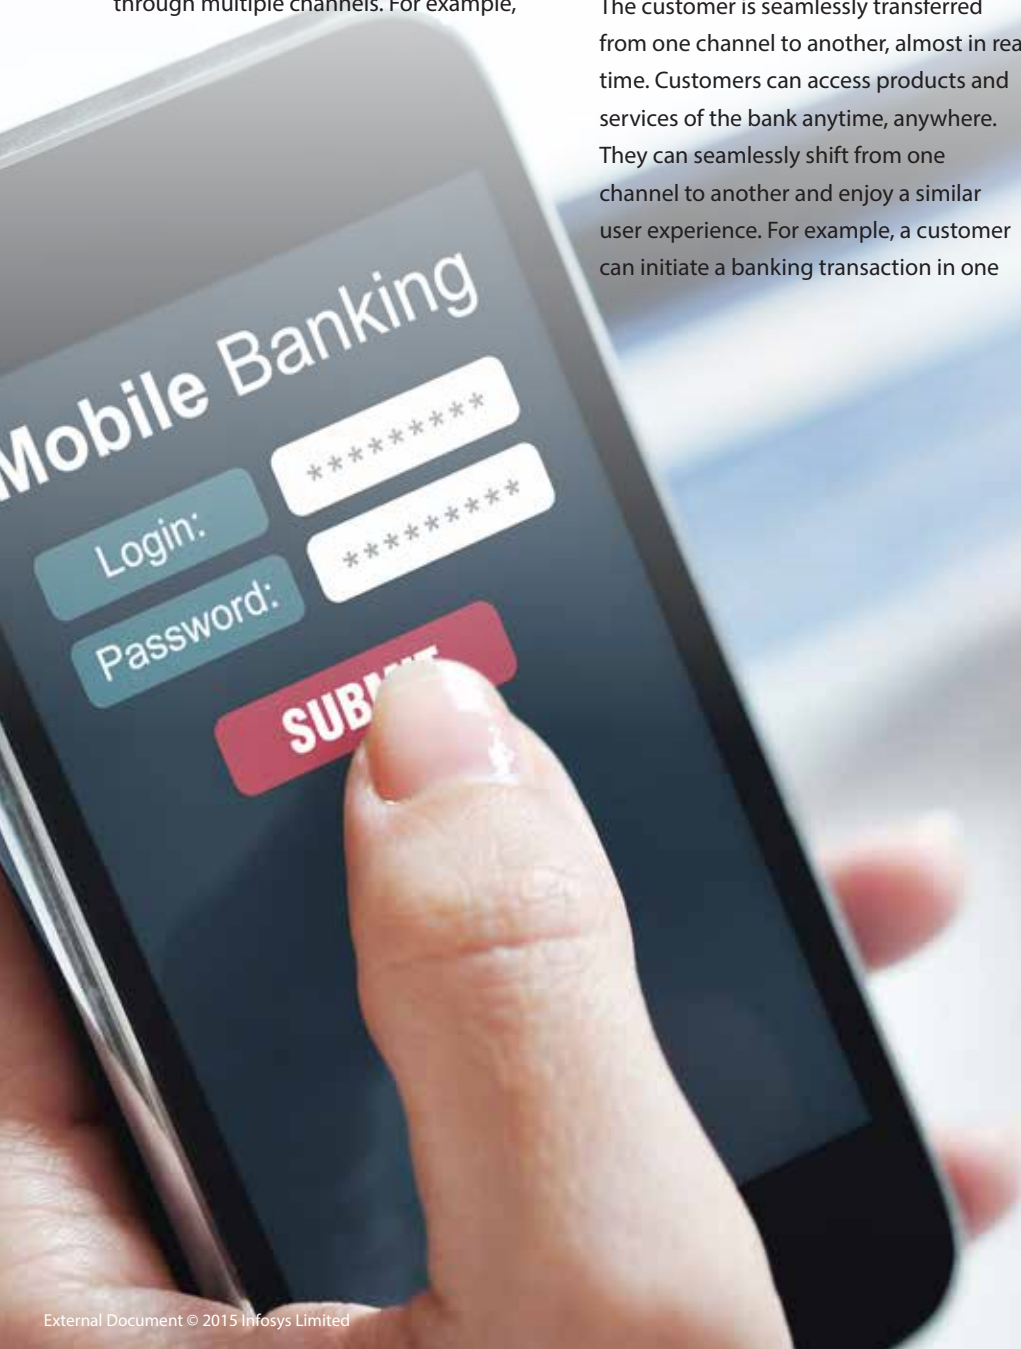 through multiple channels. For example,
The customer is seamlessly transferred
from one channel to another, almost in rea
time. Customers can access products and
services of the bank anytime, anywhere.
They can seamlessly shift from one
channel to another and enjoy a similar
user experience. For example, a customer
can initiate a banking transaction in one
Mobile Banking
Login: *********
Password: *********
SUBMIT
External Document © 2015 Infosys Limited